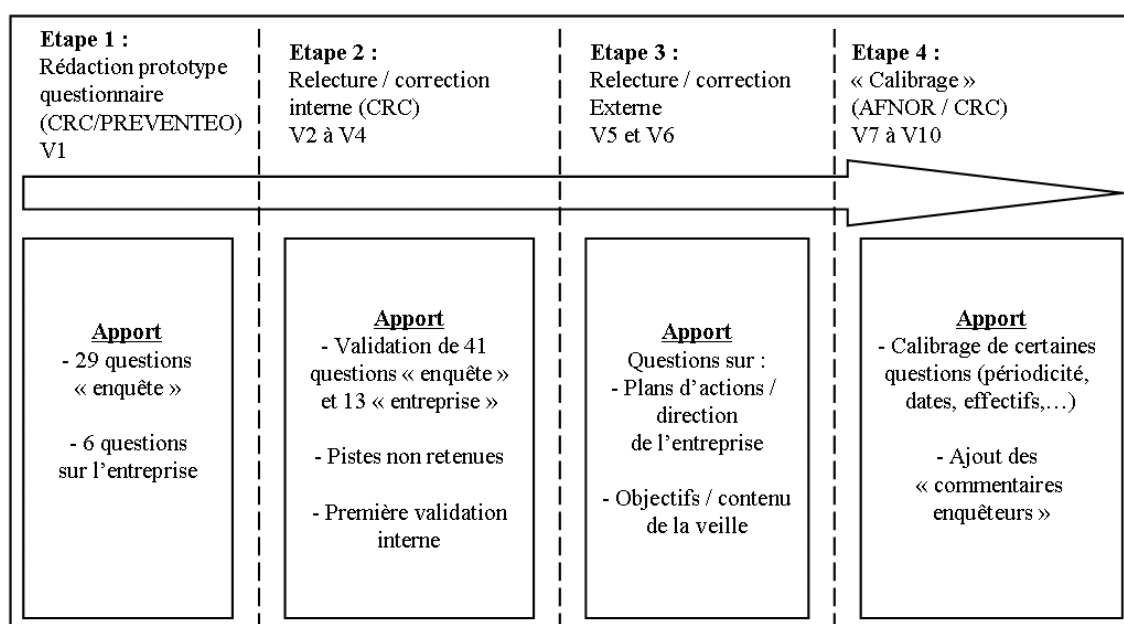 Etape 1 :
Rédaction prototype
questionnaire
(CRC/PREVENTEO)
V1
Etape 2 :
Relecture / correction
interne (CRC)
V2 à V4
Etape 3 :
Relecture / correction
Externe
V5 et V6
Etape 4 :
« Calibrage »
(AFNOR / CRC)
V7 à V10
Apport
- 29 questions
« enquête »
- 6 questions
sur l’entreprise
Apport
- Validation de 41
questions « enquête »
et 13 « entreprise »
- Pistes non retenues
- Première validation
interne
Apport
Questions sur :
- Plans d’actions /
direction
de l’entreprise
- Objectifs / contenu
de la veille
Apport
- Calibrage de certaines
questions (périodicité,
dates, effectifs,…)
- Ajout des
« commentaires
enquêteurs »